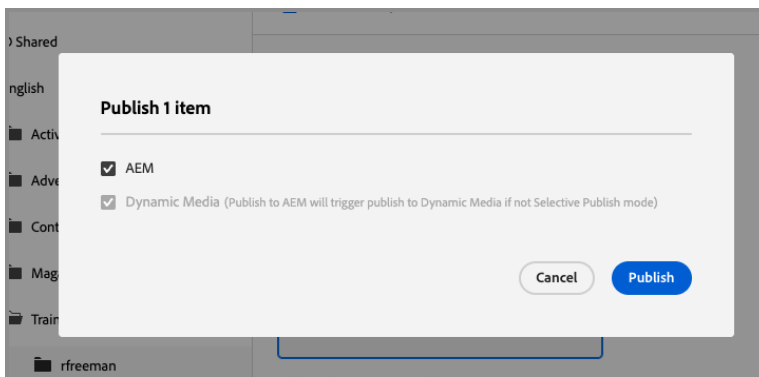 Shared
nglish
Publish 1 item
Activ
AEM
Adve
Dynamic Media (Publish to AEM will trigger publish to Dynamic Media if not Selective Publish mode)
Cont
Mag
Cancel
Publish
Train
rfreeman